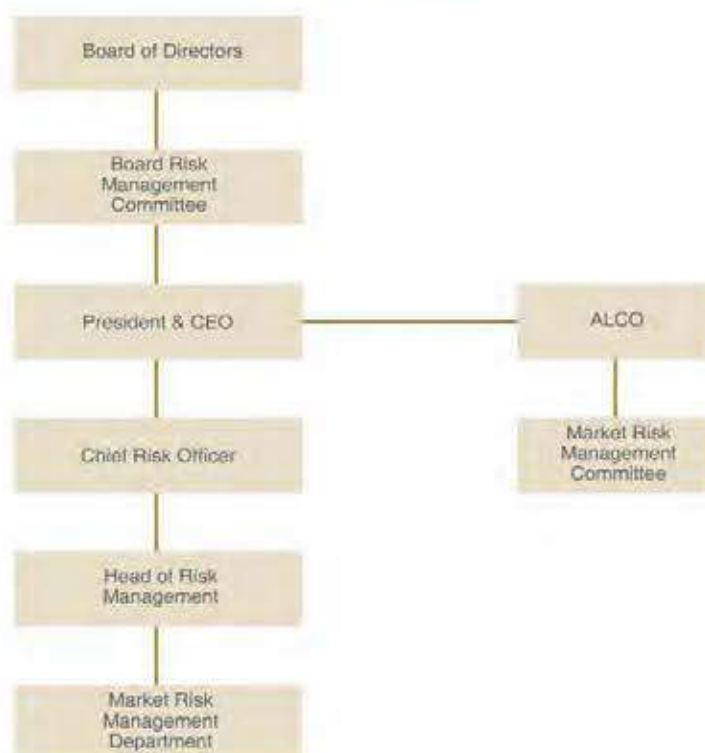 Board of Directors
Board Risk
Management
Committee
President & CEO
ALCO
Chief Risk Officer
Market Risk
Management
Committee
Head of Risk
Management
Market Risk
Management
Department